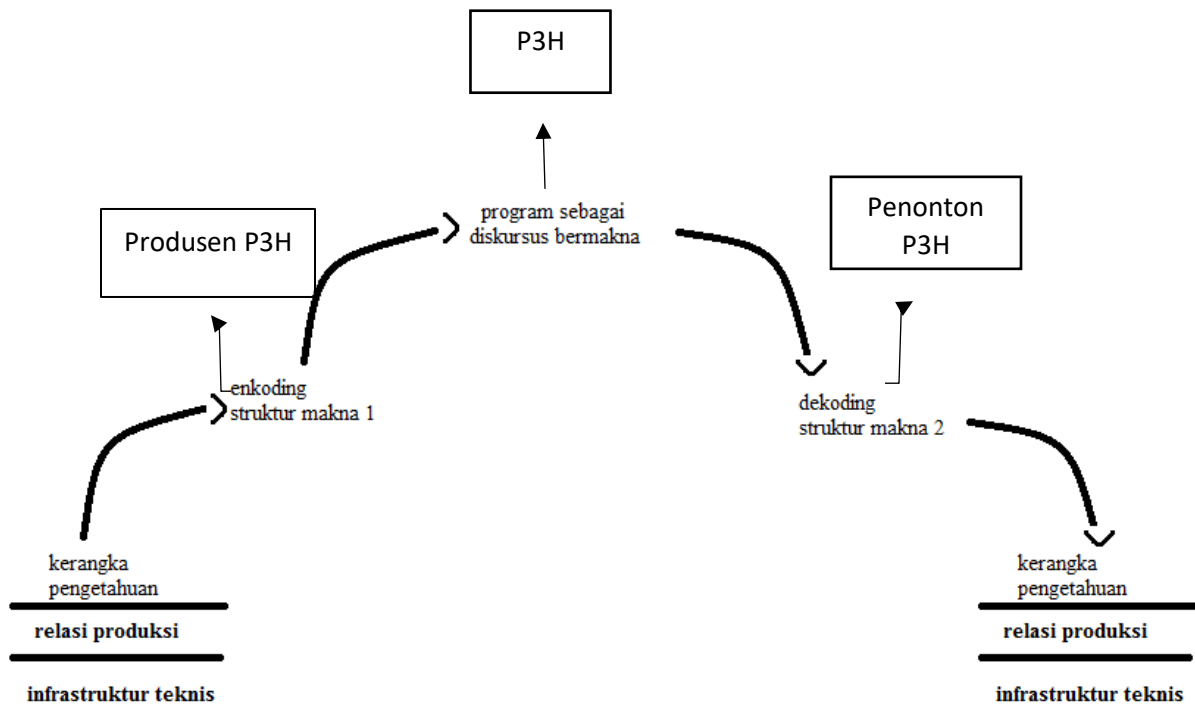 P3H
program sebagai
diskursus bermakna
Produsen P3H
Penonton
P3H
enkoding
struktur makna 1
dekoding
struktur makna 2
kerangka
pengetahuan
relasi produksi
infrastruktur teknis
kerangka
pengetahuan
relasi produksi
infrastruktur teknis